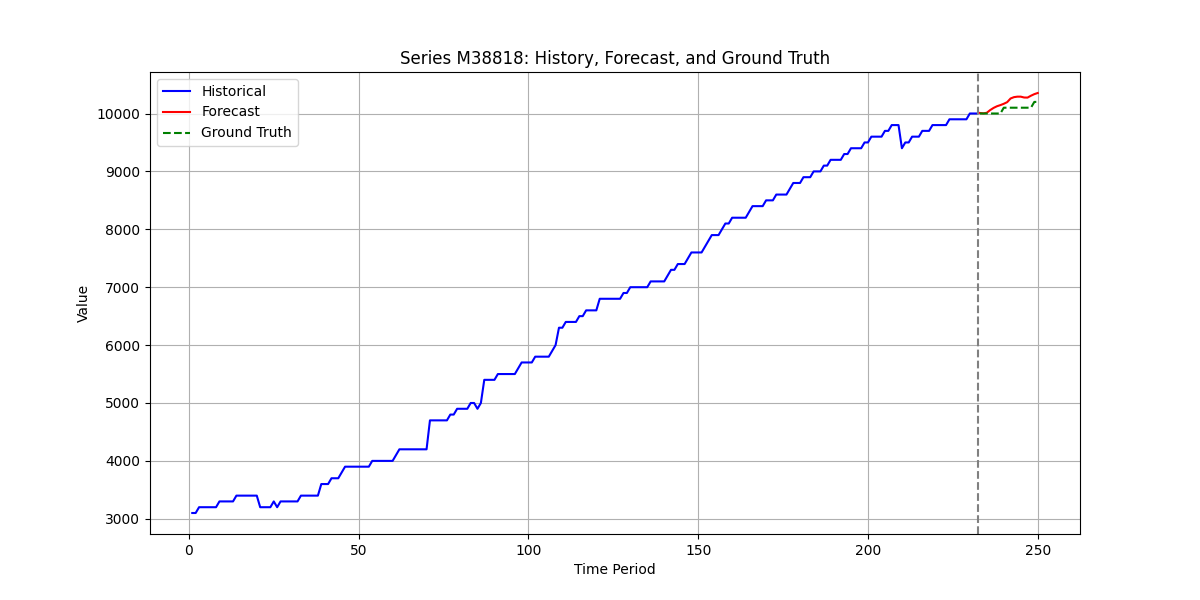 Series M38818: History, Forecast, and Ground Truth
Historical
Forecast
Ground Truth
10000
9000
8000
7000
6000
5000
4000
3000
Value
0 50 100 150 200 250
Time Period